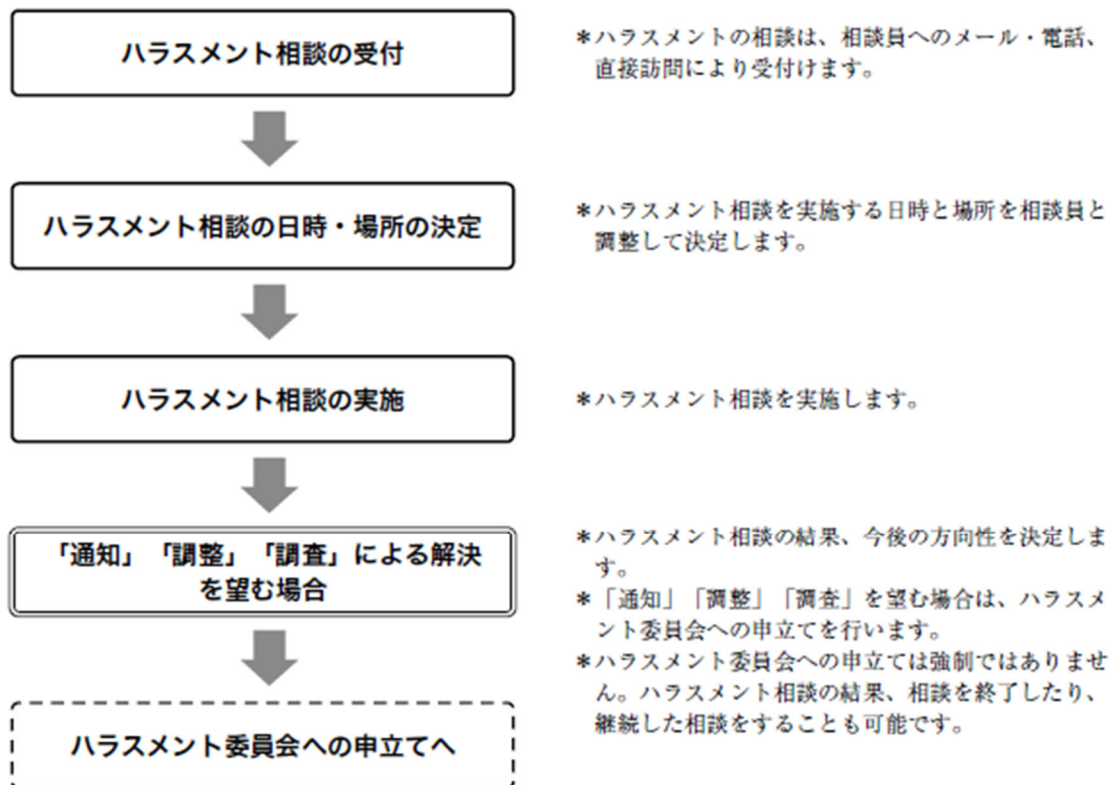 ハラスメント相談の受付
＊ハラスメントの相談は、相談員へのメール・電話、
直接訪問により受付けます。
ハラスメント相談の日時・場所の決定
＊ハラスメント相談を実施する日時と場所を相談員と
調整して決定します。
ハラスメント相談の実施
＊ハラスメント相談を実施します。
「通知」「調整」「調査」による解決
を望む場合
＊ハラスメント相談の結果、今後の方向性を決定しま
す。
＊「通知」「調整」「調査」を望む場合は、ハラスメ
ント委員会への申立てを行います。
＊ハラスメント委員会への申立ては強制ではありませ
ん。ハラスメント相談の結果、相談を終了したり、
継続した相談をすることも可能です。
ハラスメント委員会への申立てへ